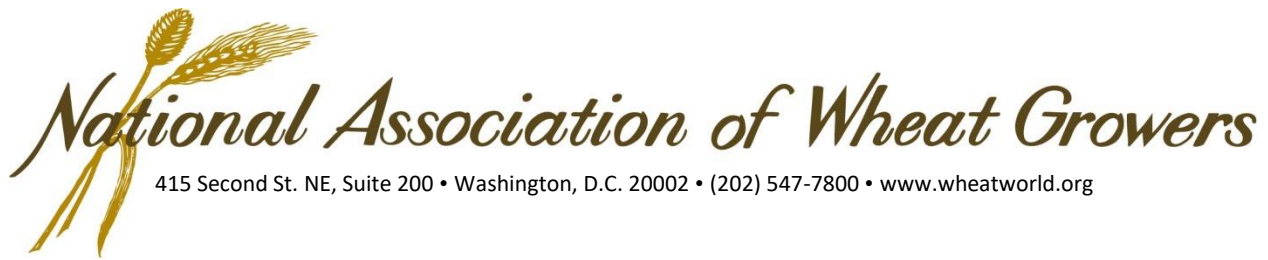 National Association of Wheat Growers
415 Second St. NE, Suite 200 • Washington, D.C. 20002 • (202) 547-7800 • www.wheatworld.org